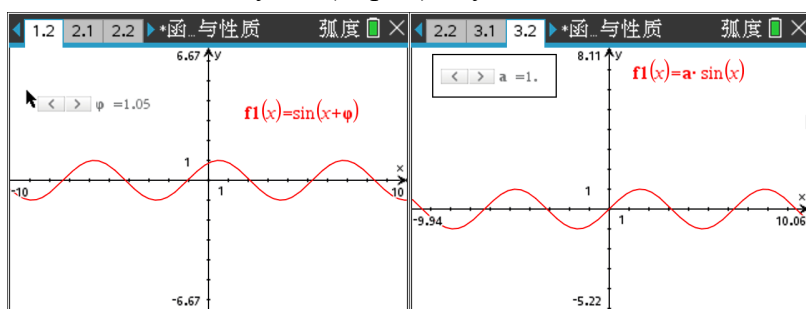 1.2 2.1 2.2 *函…与性质 弧度
6.67 y
< > φ =1.05
f1(x)=sin(x+φ)
1
x
-10 1 10
-6.67
2.2 3.1 3.2 *函…与性质 弧度
8.11 y
< > a =1.
f1(x)=a· sin(x)
1
x
-9.94 1 10.06
-5.22